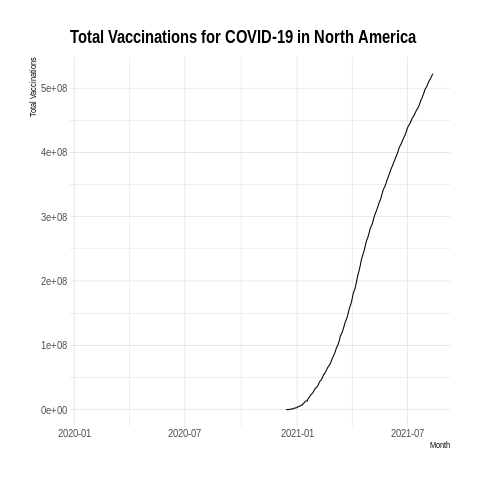 Total Vaccinations for COVID-19 in North America
Total Vaccinations
5e+08
4e+08
3e+08
2e+08
1e+08
0e+00
2020-01 2020-07 2021-01 2021-07
Month